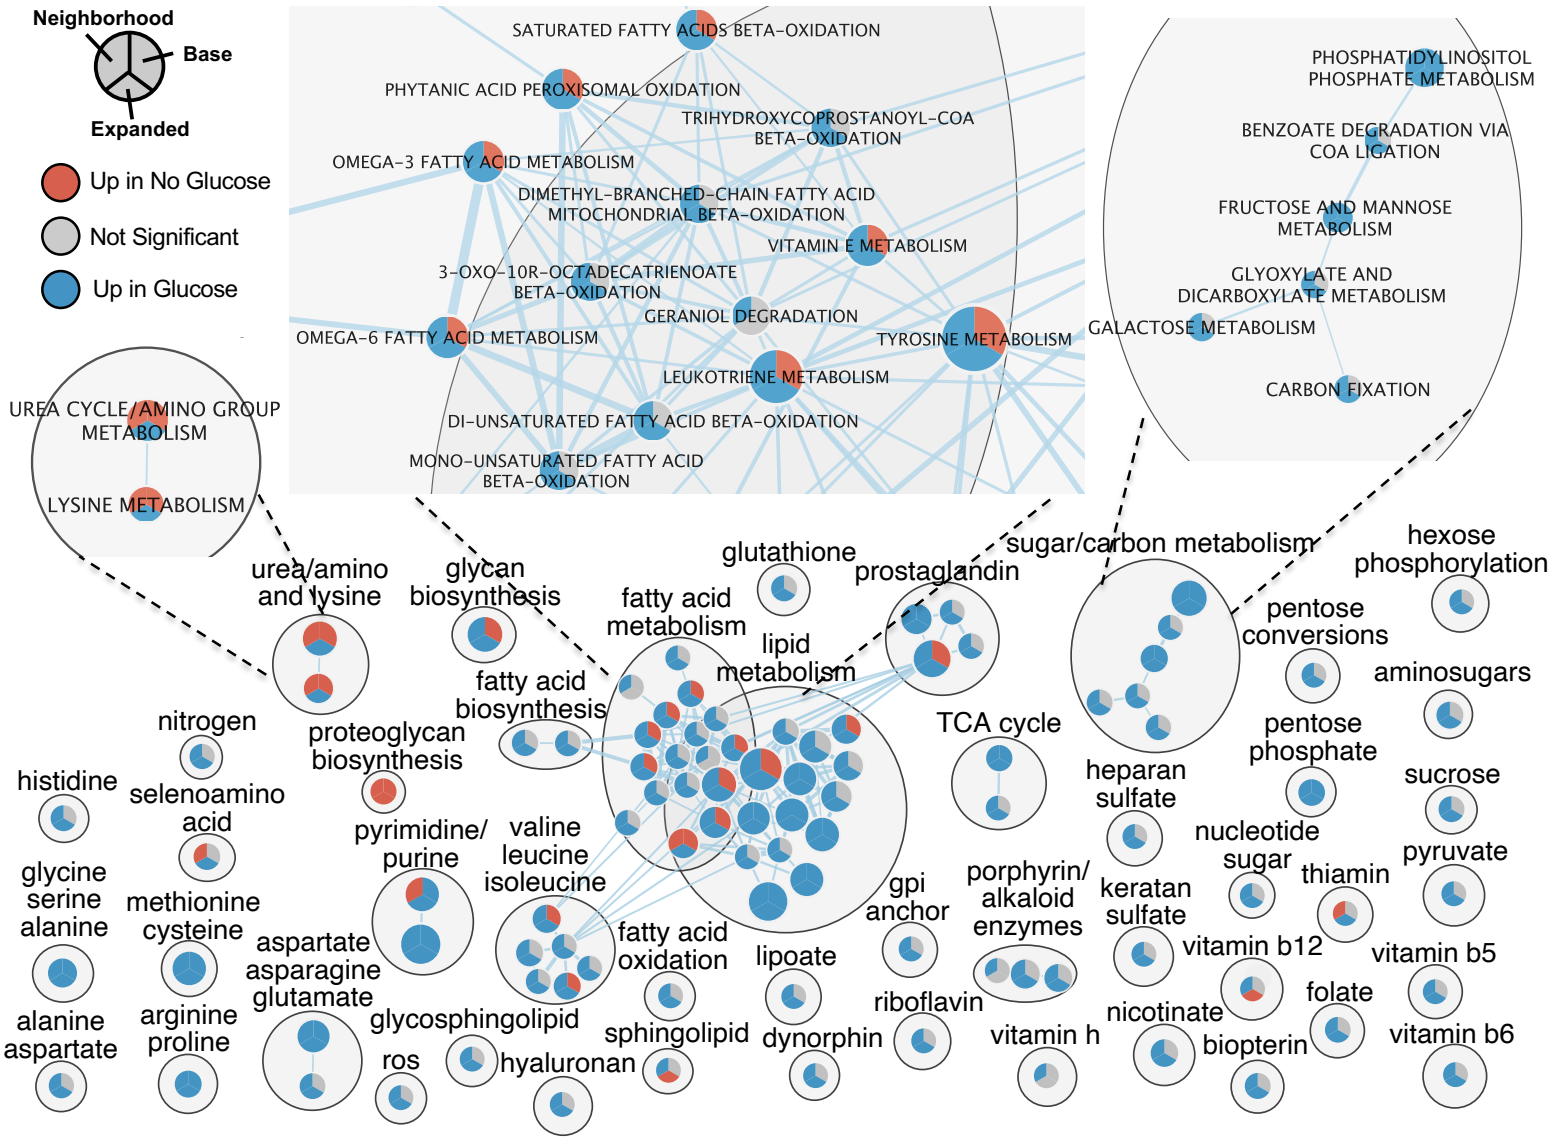 Neighborhood
Base
Expanded
Up in No Glucose
Not Significant
Up in Glucose
SATURATED FATTY ACIDS BETA-OXIDATION
PHYTANIC ACID PEROXISOMAL OXIDATION
TRIHYDROXYCOPROSTANOYL-COA
BETA-OXIDATION
OMEGA-3 FATTY ACID METABOLISM
DIMETHYL-BRANCHED-CHAIN FATTY ACID
MITOCHONDRIAL BETA-OXIDATION
VITAMIN E METABOLISM
3-OXO-10R-OCTADECATRIENOATE
BETA-OXIDATION
GERANIOL DEGRADATION
OMEGA-6 FATTY ACID METABOLISM
TYROSINE METABOLISM
LEUKOTRIENE METABOLISM
DI-UNSATURATED FATTY ACID BETA-OXIDATION
MONO-UNSATURATED FATTY ACID
BETA-OXIDATION
PHOSPHATIDYLINOSITOL
PHOSPHATE METABOLISM
BENZOATE DEGRADATION VIA
COA LIGATION
FRUCTOSE AND MANNOSE
METABOLISM
GLYOXYLATE AND
DICARBOXYLATE METABOLISM
GALACTOSE METABOLISM
CARBON FIXATION
UREA CYCLE/AMINO GROUP
METABOLISM
LYSINE METABOLISM
urea/amino
and lysine
glycan
biosynthesis
fatty acid
metabolism
glutathione
prostaglandin
sugar/carbon metabolism
hexose
phosphorylation
lipid
metabolism
pentose
conversions
aminosugars
fatty acid
biosynthesis
nitrogen
proteoglycan
biosynthesis
TCA cycle
pentose
phosphate
histidine
selenoamino
acid
heparan
sulfate
sucrose
pyrimidine/
purine
valine
leucine
isoleucine
nucleotide
sugar
pyruvate
glycine
serine
alanine
methionine
cysteine
gpi
anchor
porphyrin/
alkaloid
enzymes
keratan
sulfate
thiamin
aspartate
asparagine
glutamate
fatty acid
oxidation
lipoate
vitamin b12
vitamin b5
alanine
aspartate
arginine
proline
glycosphingolipid
riboflavin
nicotinate
folate
ros
hyaluronan
sphingolipid
dynorphin
vitamin h
biopterin
vitamin b6